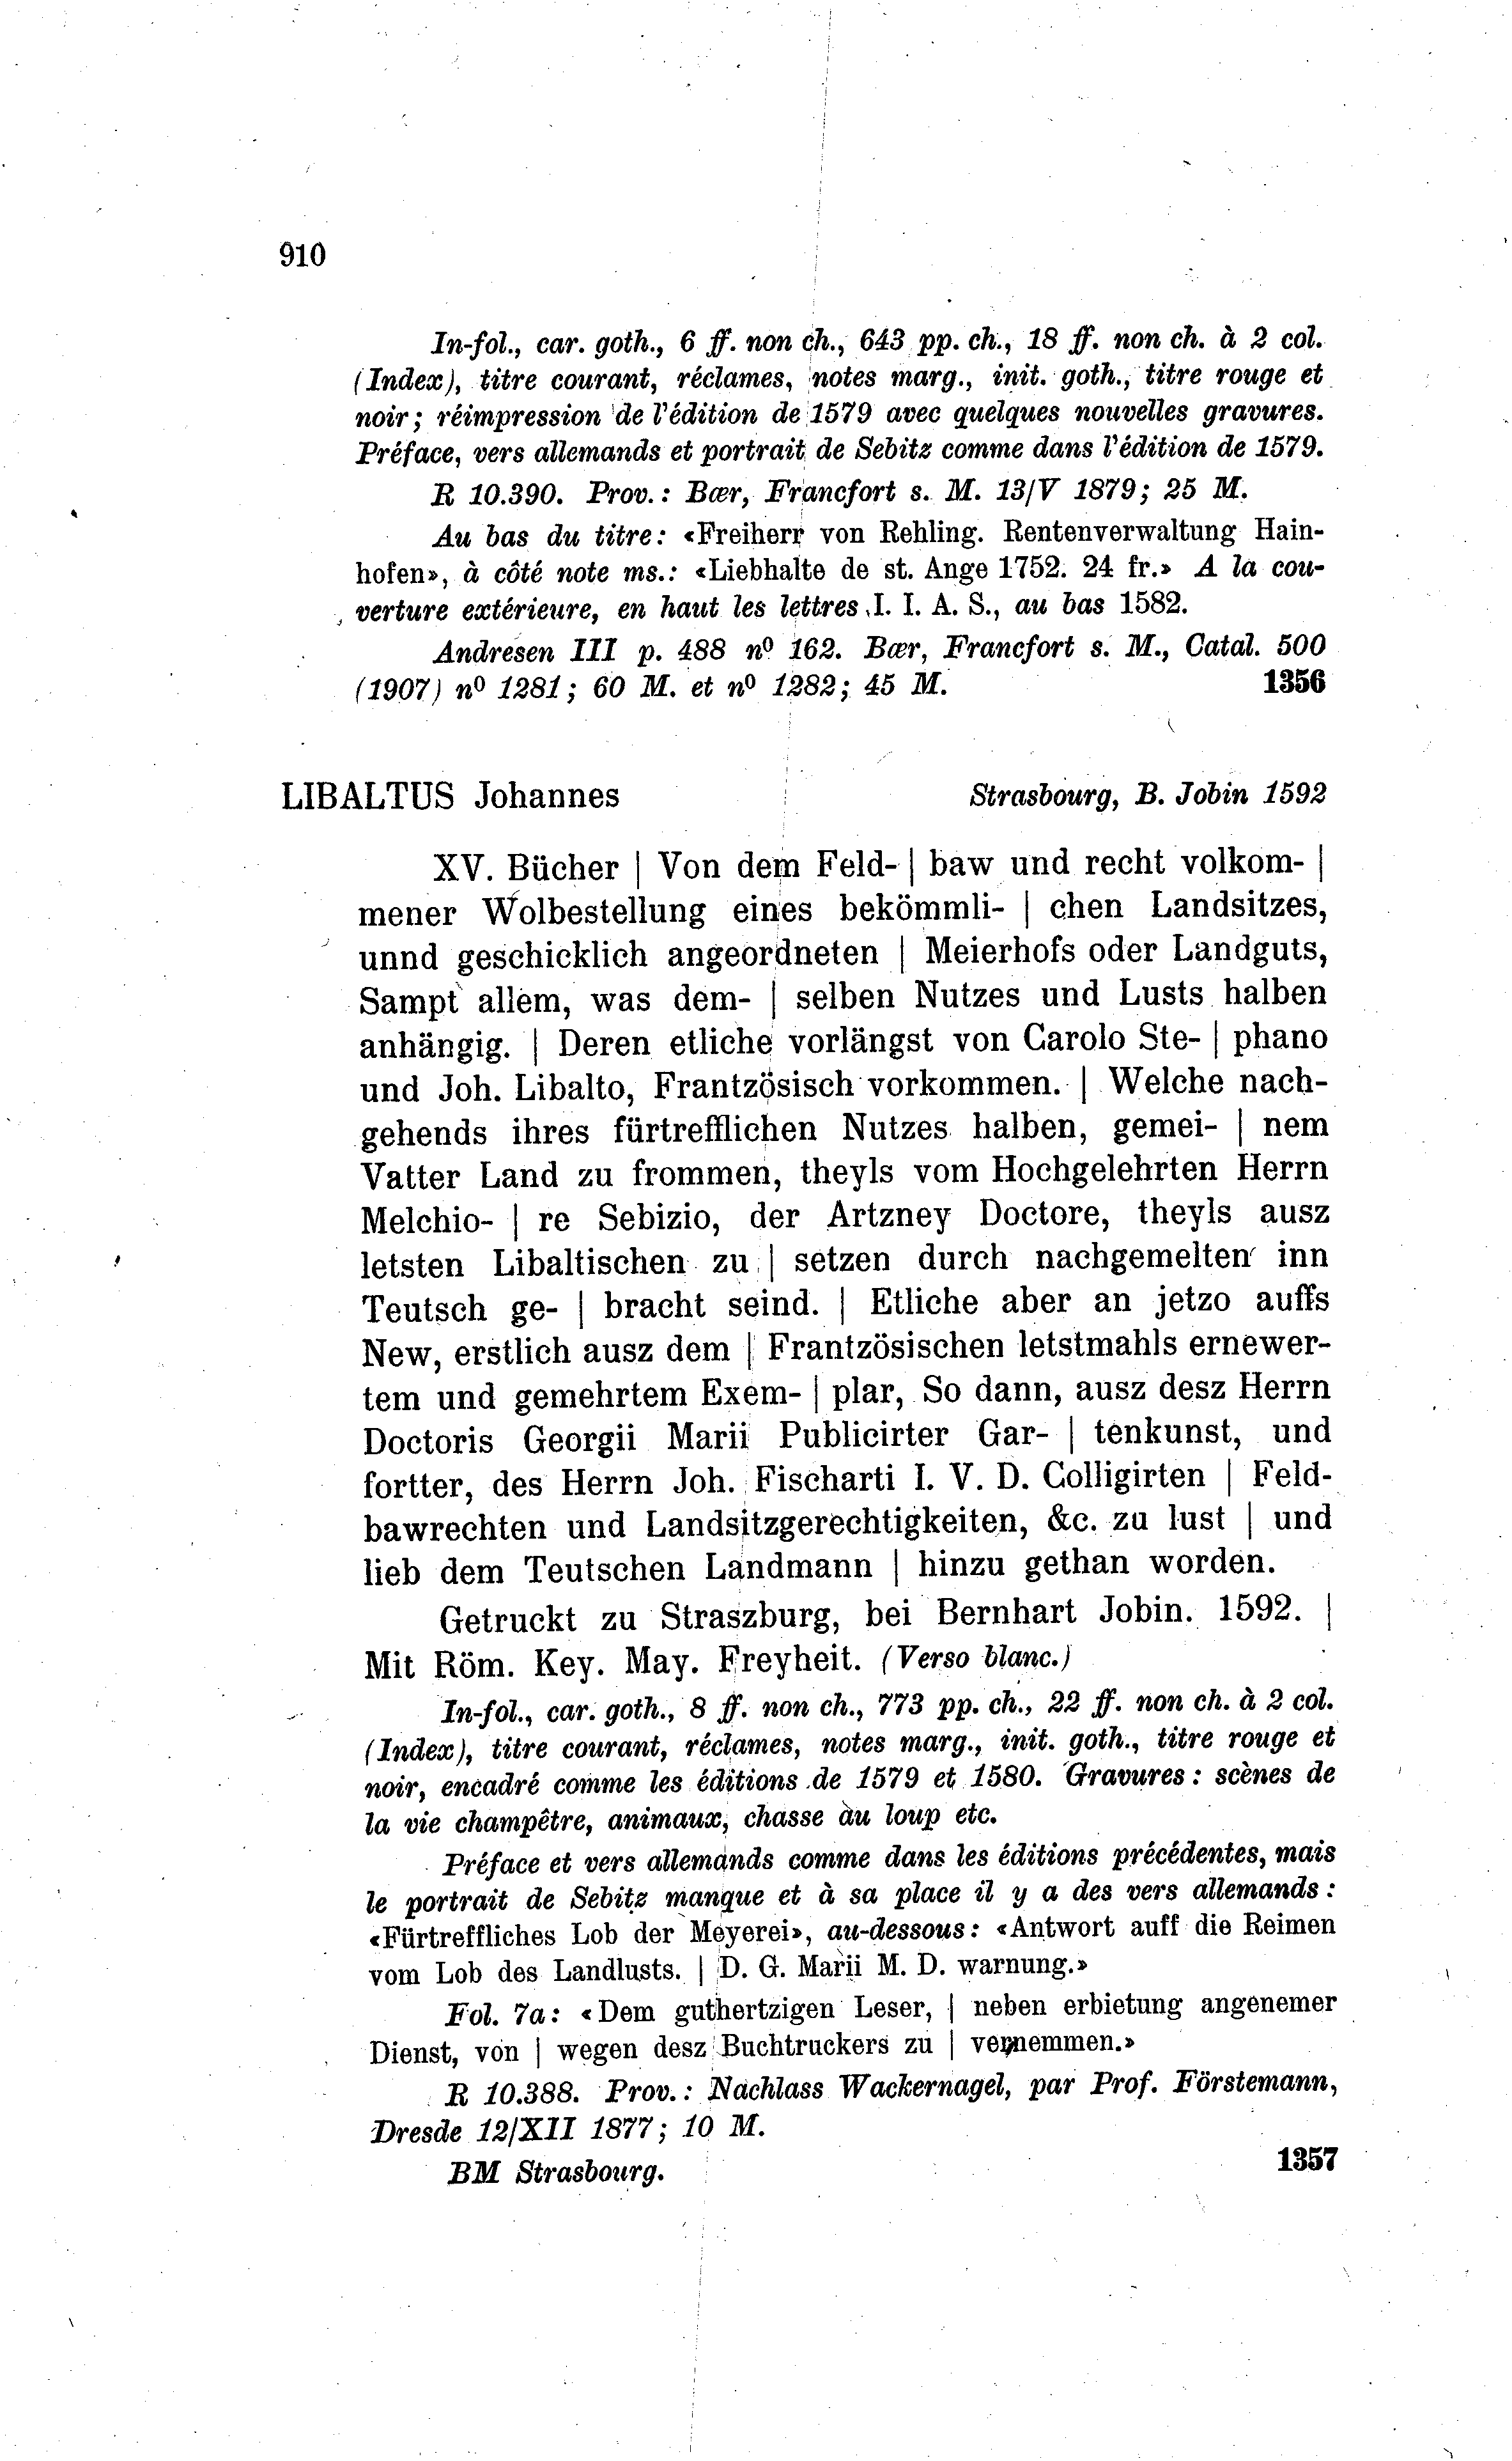 910
In-fol., car. goth., 6 ff. non ch., 643 pp. ch., 18 ff. non ch. à 2 col.
(Index), titre courant, réclames, notes marg., init. goth., titre rouge et
noir; réimpression de l'édition de 1579 avec quelques nouvelles gravures.
Préface, vers allemands et portrait de Sebitz comme dans l'édition de 1579.
R 10.390. Prov.: Bær, Francfort s. M. 13/V 1879; 25 M.
Au bas du titre: «Freiherr von Rehling. Rentenverwaltung Hain-
hofen», à côté note ms.: «Liebhalte de st. Ange 1752. 24 fr.» A la cou-
verture extérieure, en haut les lettres I. I. A. S., au bas 1582.
Andresen III p. 488 nº 162. Bær, Francfort s. M., Catal. 500
(1907) nº 1281; 60 M. et nº 1282; 45 M. 1356
LIBALTUS Johannes Strasbourg, B. Jobin 1592
XV. Bücher | Von dem Feld- | baw und recht volkom- |
mener Wolbestellung eines bekömmli- | chen Landsitzes,
unnd geschicklich angeordneten | Meierhofs oder Landguts,
Sampt allem, was dem- | selben Nutzes und Lusts halben
anhängig. | Deren etliche vorlängst von Carolo Ste- | phano
und Joh. Libalto, Frantzösisch vorkommen. | Welche nach-
gehends ihres fürtrefflichen Nutzes halben, gemei- | nem
Vatter Land zu frommen, theyls vom Hochgelehrten Herrn
Melchio- | re Sebizio, der Artzney Doctore, theyls ausz
letsten Libaltischen zu | setzen durch nachgemelten inn
Teutsch ge- | bracht seind. | Etliche aber an jetzo auffs
New, erstlich ausz dem | Frantzösischen letstmahls ernewer-
tem und gemehrtem Exem- | plar, So dann, ausz desz Herrn
Doctoris Georgii Marii Publicirter Gar- | tenkunst, und
fortter, des Herrn Joh. Fischarti I. V. D. Colligirten | Feld-
bawrechten und Landsitzgerechtigkeiten, &c. zu lust | und
lieb dem Teutschen Landmann | hinzu gethan worden.
Getruckt zu Straszburg, bei Bernhart Jobin. 1592. |
Mit Röm. Key. May. Freyheit. (Verso blanc.)
In-fol., car. goth., 8 ff. non ch., 773 pp. ch., 22 ff. non ch. à 2 col.
(Index), titre courant, réclames, notes marg., init. goth., titre rouge et
noir, encadré comme les éditions de 1579 et 1580. Gravures: scènes de
la vie champêtre, animaux, chasse au loup etc.
Préface et vers allemands comme dans les éditions précédentes, mais
le portrait de Sebitz manque et à sa place il y a des vers allemands:
«Fürtreffliches Lob der Meyerei», au-dessous: «Antwort auff die Reimen
vom Lob des Landlusts. | D. G. Marii M. D. warnung.»
Fol. 7a: «Dem guthertzigen Leser, | neben erbietung angenemer
Dienst, von | wegen desz Buchtruckers zu | vernemmen.»
R 10.388. Prov.: Nachlass Wackernagel, par Prof. Förstemann,
Dresde 12/XII 1877; 10 M.
BM Strasbourg. 1357